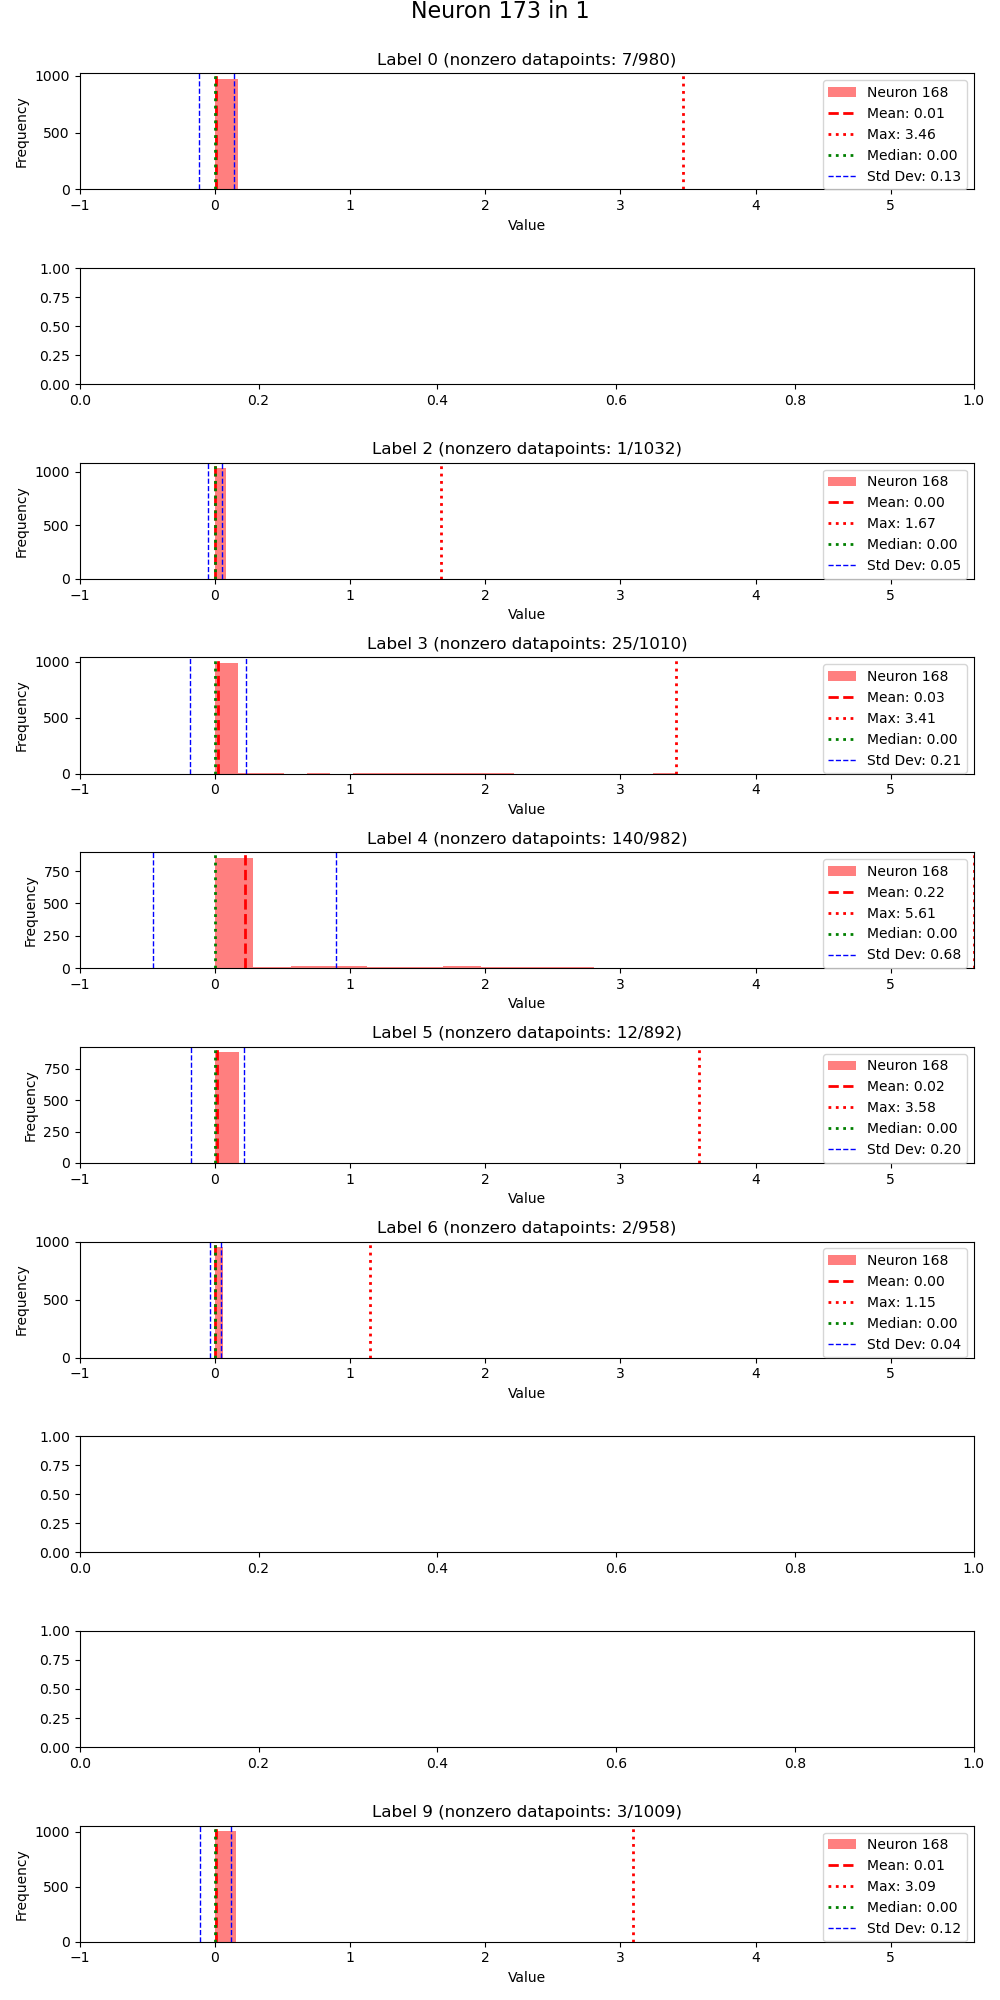 Neuron 173 in 1
Label 0 (nonzero datapoints: 7/980)
Frequency
1000
500
0
Neuron 168
Mean: 0.01
Max: 3.46
Median: 0.00
Std Dev: 0.13
−1 0 1 2 3 4 5
Value
1.00
0.75
0.50
0.25
0.00
0.0 0.2 0.4 0.6 0.8 1.0
Label 2 (nonzero datapoints: 1/1032)
Frequency
1000
500
0
Neuron 168
Mean: 0.00
Max: 1.67
Median: 0.00
Std Dev: 0.05
−1 0 1 2 3 4 5
Value
Label 3 (nonzero datapoints: 25/1010)
Frequency
1000
500
0
Neuron 168
Mean: 0.03
Max: 3.41
Median: 0.00
Std Dev: 0.21
−1 0 1 2 3 4 5
Value
Label 4 (nonzero datapoints: 140/982)
Frequency
750
500
250
0
Neuron 168
Mean: 0.22
Max: 5.61
Median: 0.00
Std Dev: 0.68
−1 0 1 2 3 4 5
Value
Label 5 (nonzero datapoints: 12/892)
Frequency
750
500
250
0
Neuron 168
Mean: 0.02
Max: 3.58
Median: 0.00
Std Dev: 0.20
−1 0 1 2 3 4 5
Value
Label 6 (nonzero datapoints: 2/958)
Frequency
1000
500
0
Neuron 168
Mean: 0.00
Max: 1.15
Median: 0.00
Std Dev: 0.04
−1 0 1 2 3 4 5
Value
1.00
0.75
0.50
0.25
0.00
0.0 0.2 0.4 0.6 0.8 1.0
1.00
0.75
0.50
0.25
0.00
0.0 0.2 0.4 0.6 0.8 1.0
Label 9 (nonzero datapoints: 3/1009)
Frequency
1000
500
0
Neuron 168
Mean: 0.01
Max: 3.09
Median: 0.00
Std Dev: 0.12
−1 0 1 2 3 4 5
Value